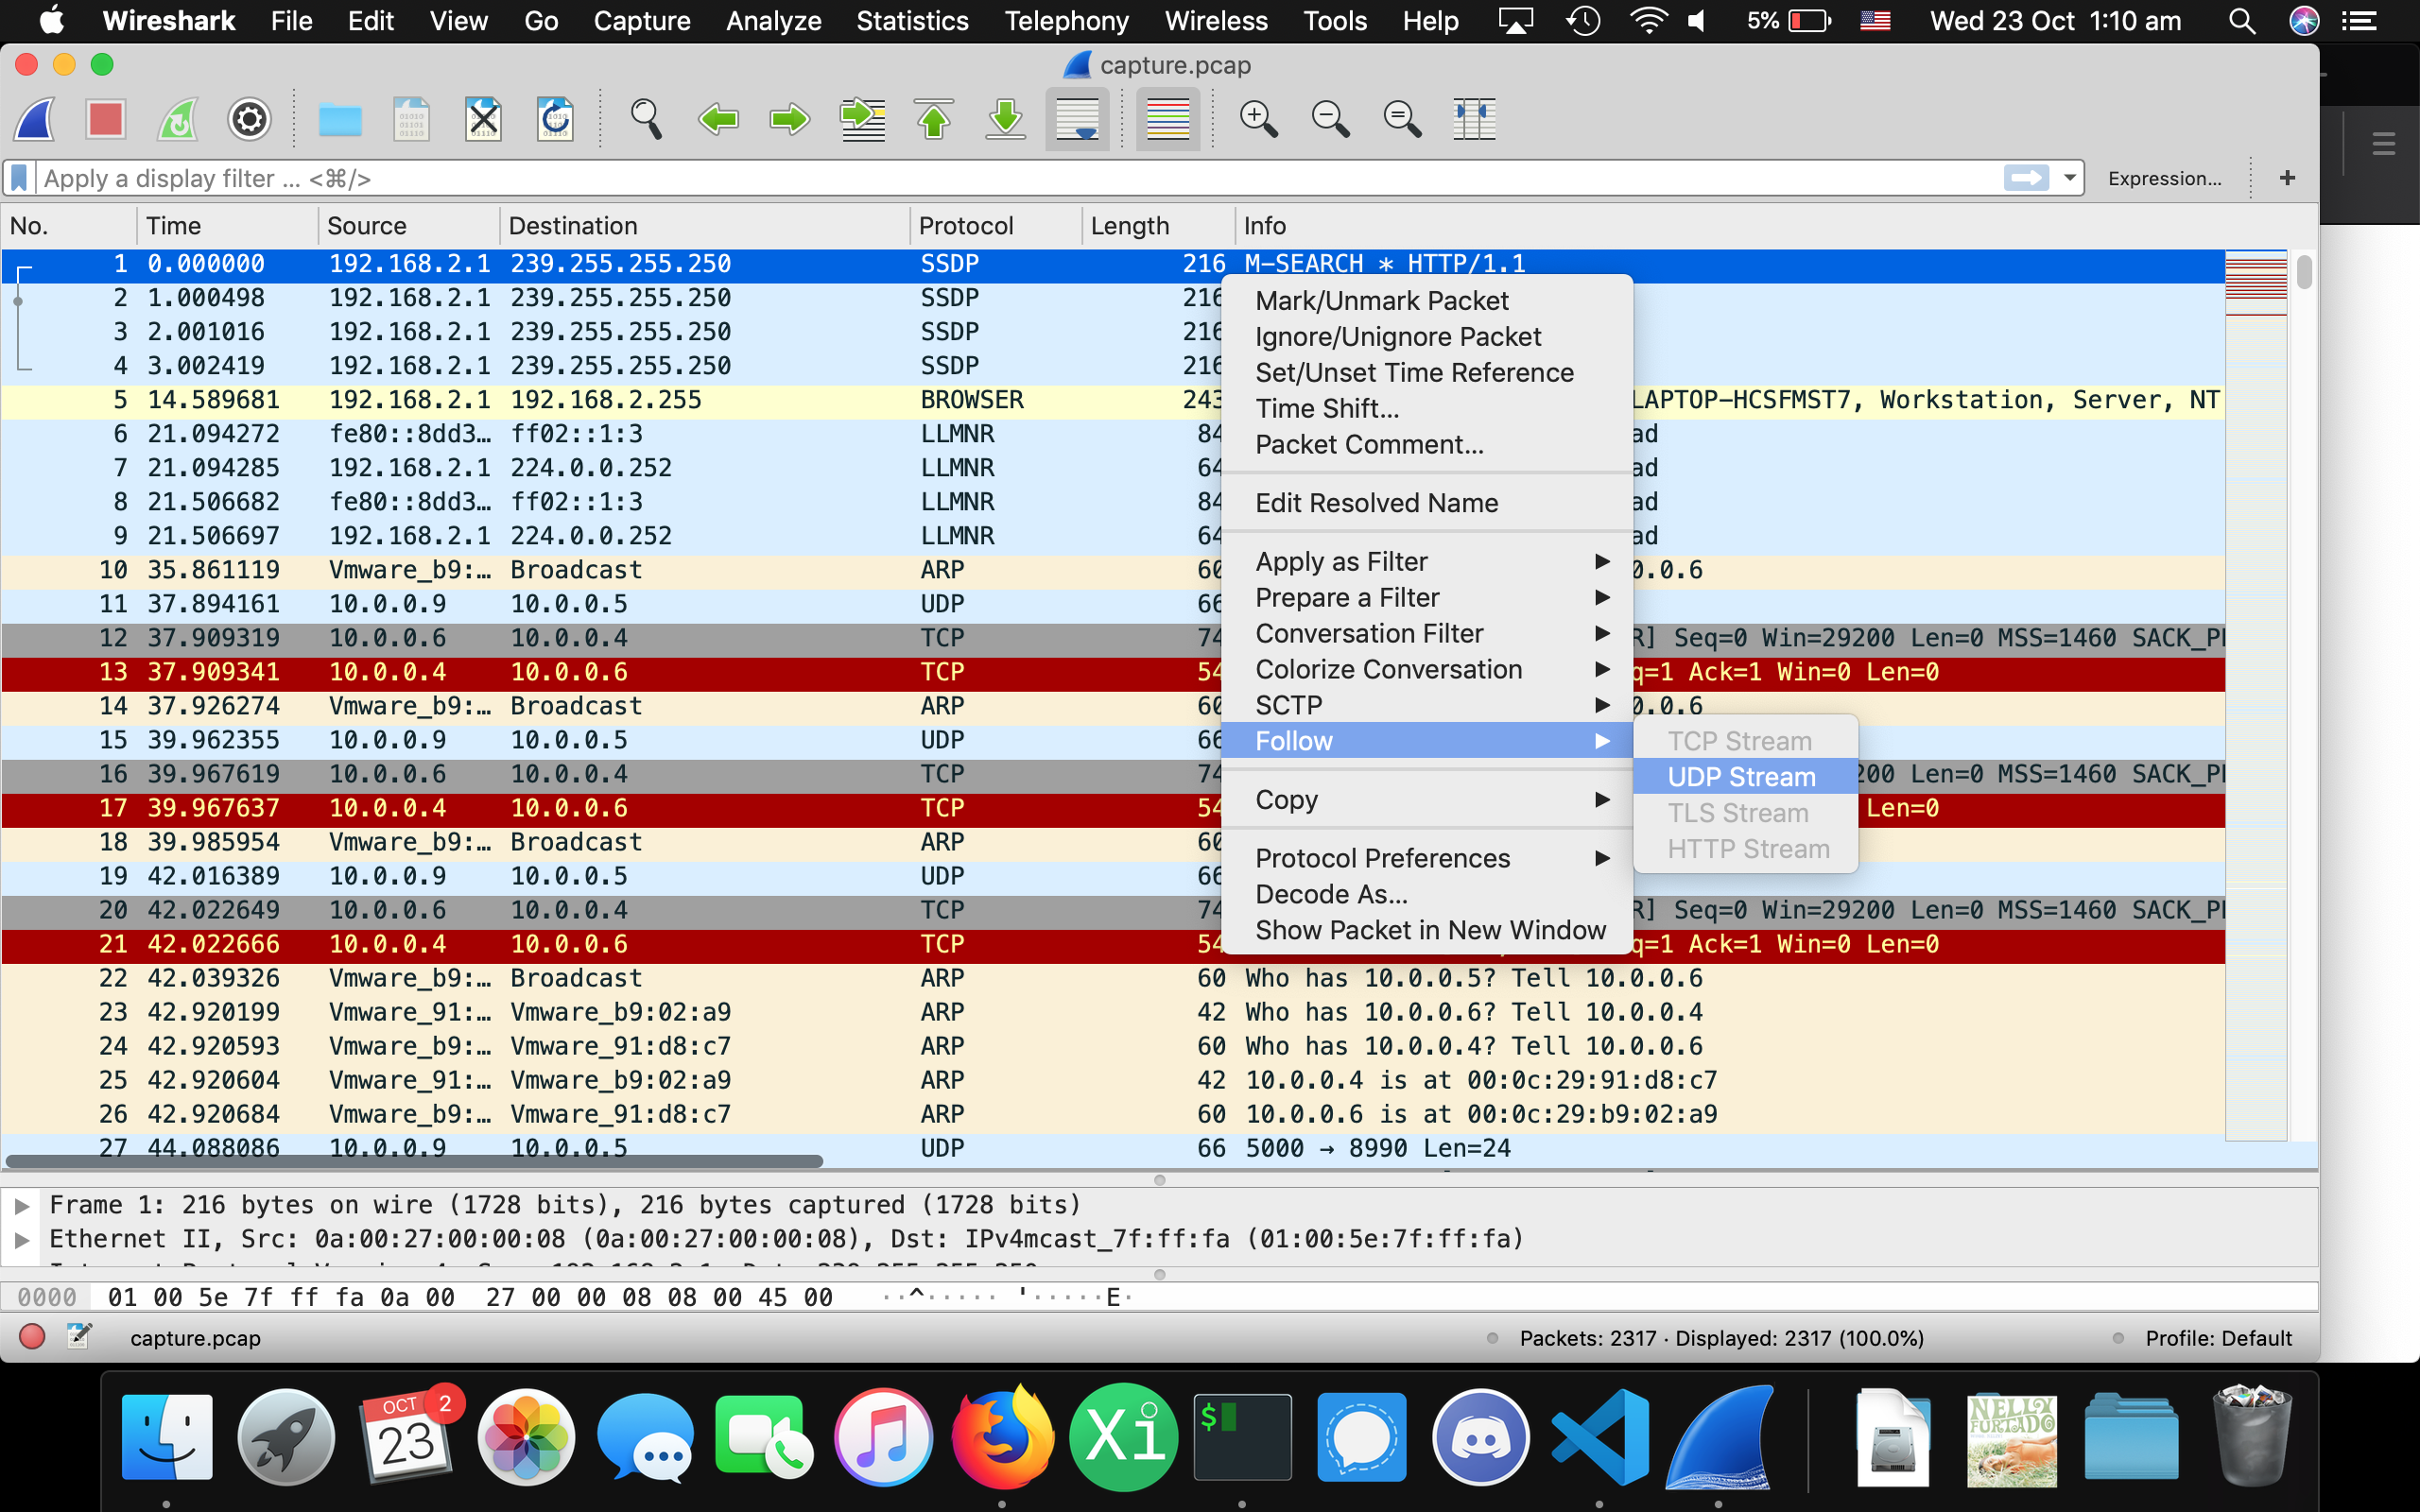 Wireshark File Edit View Go Capture Analyze Statistics Telephony Wireless Tools Help 5% Wed 23 Oct 1:10 am
capture.pcap
Apply a display filter ... <⌘/> Expression... +
No. Time Source Destination Protocol Length Info
1 0.000000 192.168.2.1 239.255.255.250 SSDP 216 M-SEARCH * HTTP/1.1
2 1.000498 192.168.2.1 239.255.255.250 SSDP 216
3 2.001016 192.168.2.1 239.255.255.250 SSDP 216
4 3.002419 192.168.2.1 239.255.255.250 SSDP 216
5 14.589681 192.168.2.1 192.168.2.255 BROWSER 243 LAPTOP-HCSFMST7, Workstation, Server, NT
6 21.094272 fe80::8dd3… ff02::1:3 LLMNR 84 ad
7 21.094285 192.168.2.1 224.0.0.252 LLMNR 64 ad
8 21.506682 fe80::8dd3… ff02::1:3 LLMNR 84 ad
9 21.506697 192.168.2.1 224.0.0.252 LLMNR 64 ad
10 35.861119 Vmware_b9:… Broadcast ARP 60 0.0.6
11 37.894161 10.0.0.9 10.0.0.5 UDP 66
12 37.909319 10.0.0.6 10.0.0.4 TCP 74 R] Seq=0 Win=29200 Len=0 MSS=1460 SACK_P
13 37.909341 10.0.0.4 10.0.0.6 TCP 54 q=1 Ack=1 Win=0 Len=0
14 37.926274 Vmware_b9:… Broadcast ARP 60 0.0.6
15 39.962355 10.0.0.9 10.0.0.5 UDP 66
16 39.967619 10.0.0.6 10.0.0.4 TCP 74 200 Len=0 MSS=1460 SACK_P
17 39.967637 10.0.0.4 10.0.0.6 TCP 54 Len=0
18 39.985954 Vmware_b9:… Broadcast ARP 60
19 42.016389 10.0.0.9 10.0.0.5 UDP 66
20 42.022649 10.0.0.6 10.0.0.4 TCP 74 R] Seq=0 Win=29200 Len=0 MSS=1460 SACK_P
21 42.022666 10.0.0.4 10.0.0.6 TCP 54 q=1 Ack=1 Win=0 Len=0
22 42.039326 Vmware_b9:… Broadcast ARP 60 Who has 10.0.0.5? Tell 10.0.0.6
23 42.920199 Vmware_91:… Vmware_b9:02:a9 ARP 42 Who has 10.0.0.6? Tell 10.0.0.4
24 42.920593 Vmware_b9:… Vmware_91:d8:c7 ARP 60 Who has 10.0.0.4? Tell 10.0.0.6
25 42.920604 Vmware_91:… Vmware_b9:02:a9 ARP 42 10.0.0.4 is at 00:0c:29:91:d8:c7
26 42.920684 Vmware_b9:… Vmware_91:d8:c7 ARP 60 10.0.0.6 is at 00:0c:29:b9:02:a9
27 44.088086 10.0.0.9 10.0.0.5 UDP 66 5000 → 8990 Len=24
Mark/Unmark Packet
Ignore/Unignore Packet
Set/Unset Time Reference
Time Shift...
Packet Comment...
Edit Resolved Name
Apply as Filter
Prepare a Filter
Conversation Filter
Colorize Conversation
SCTP
Follow
Copy
Protocol Preferences
Decode As...
Show Packet in New Window
TCP Stream
UDP Stream
TLS Stream
HTTP Stream
Frame 1: 216 bytes on wire (1728 bits), 216 bytes captured (1728 bits)
Ethernet II, Src: 0a:00:27:00:00:08 (0a:00:27:00:00:08), Dst: IPv4mcast_7f:ff:fa (01:00:5e:7f:ff:fa)
0000 01 00 5e 7f ff fa 0a 00 27 00 00 08 08 00 45 00 ··^····· '·····E·
capture.pcap Packets: 2317 · Displayed: 2317 (100.0%) Profile: Default
OCT 2
23
Xi
$
NELLY
FURTADO